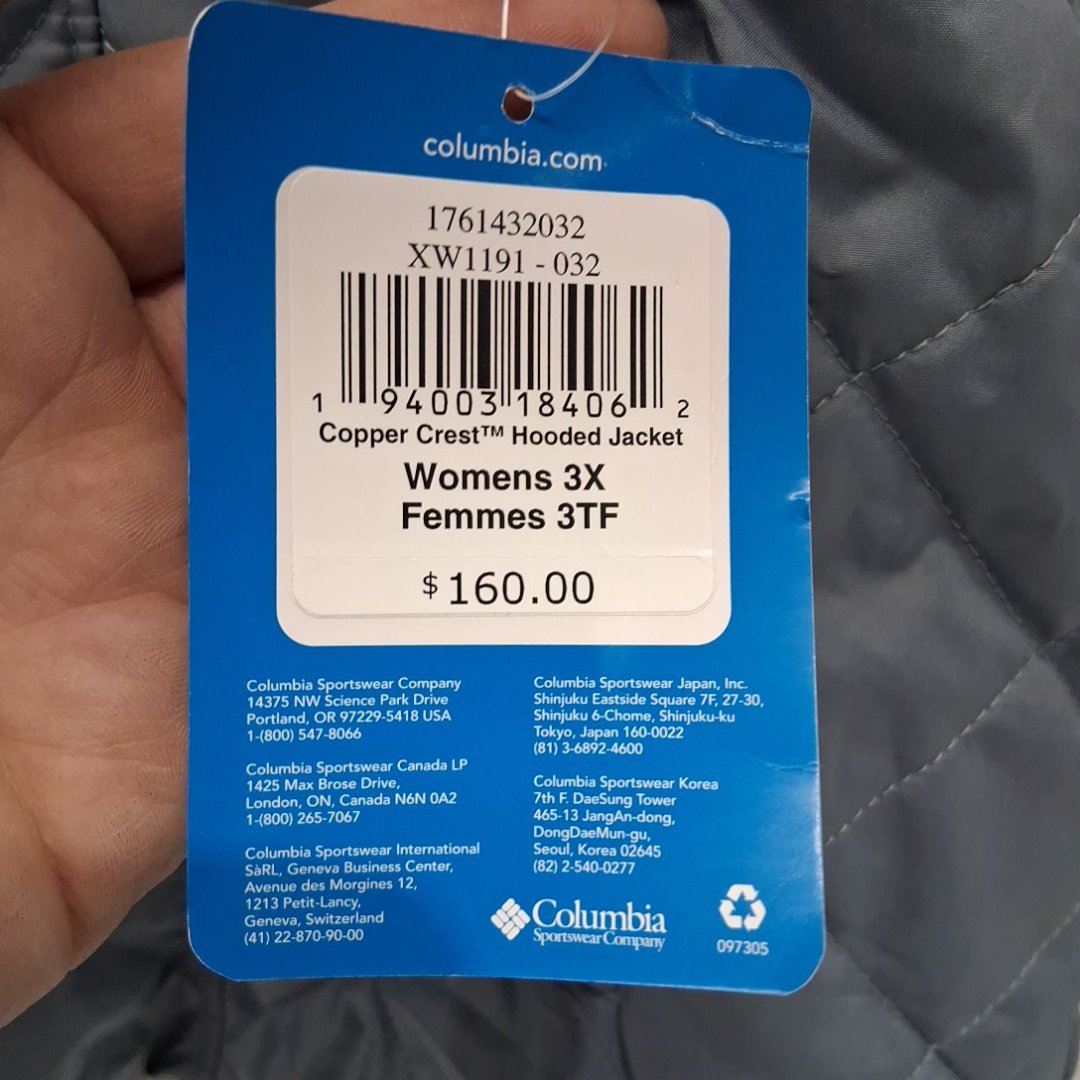 columbia.com
1761432032
XW1191 - 032
1 94003 18406 2
Copper Crest™ Hooded Jacket
Womens 3X
Femmes 3TF
$160.00
Columbia Sportswear Company
14375 NW Science Park Drive
Portland, OR 97229-5418 USA
1-(800) 547-8066
Columbia Sportswear Canada LP
1425 Max Brose Drive,
London, ON, Canada N6N 0A2
1-(800) 265-7067
Columbia Sportswear International
SàRL, Geneva Business Center,
Avenue des Morgines 12,
1213 Petit-Lancy,
Geneva, Switzerland
(41) 22-870-90-00
Columbia Sportswear Japan, Inc.
Shinjuku Eastside Square 7F, 27-30,
Shinjuku 6-Chome, Shinjuku-ku
Tokyo, Japan 160-0022
(81) 3-6892-4600
Columbia Sportswear Korea
7th F. DaeSung Tower
465-13 JangAn-dong,
DongDaeMun-gu,
Seoul, Korea 02645
(82) 2-540-0277
Columbia
Sportswear Company
097305